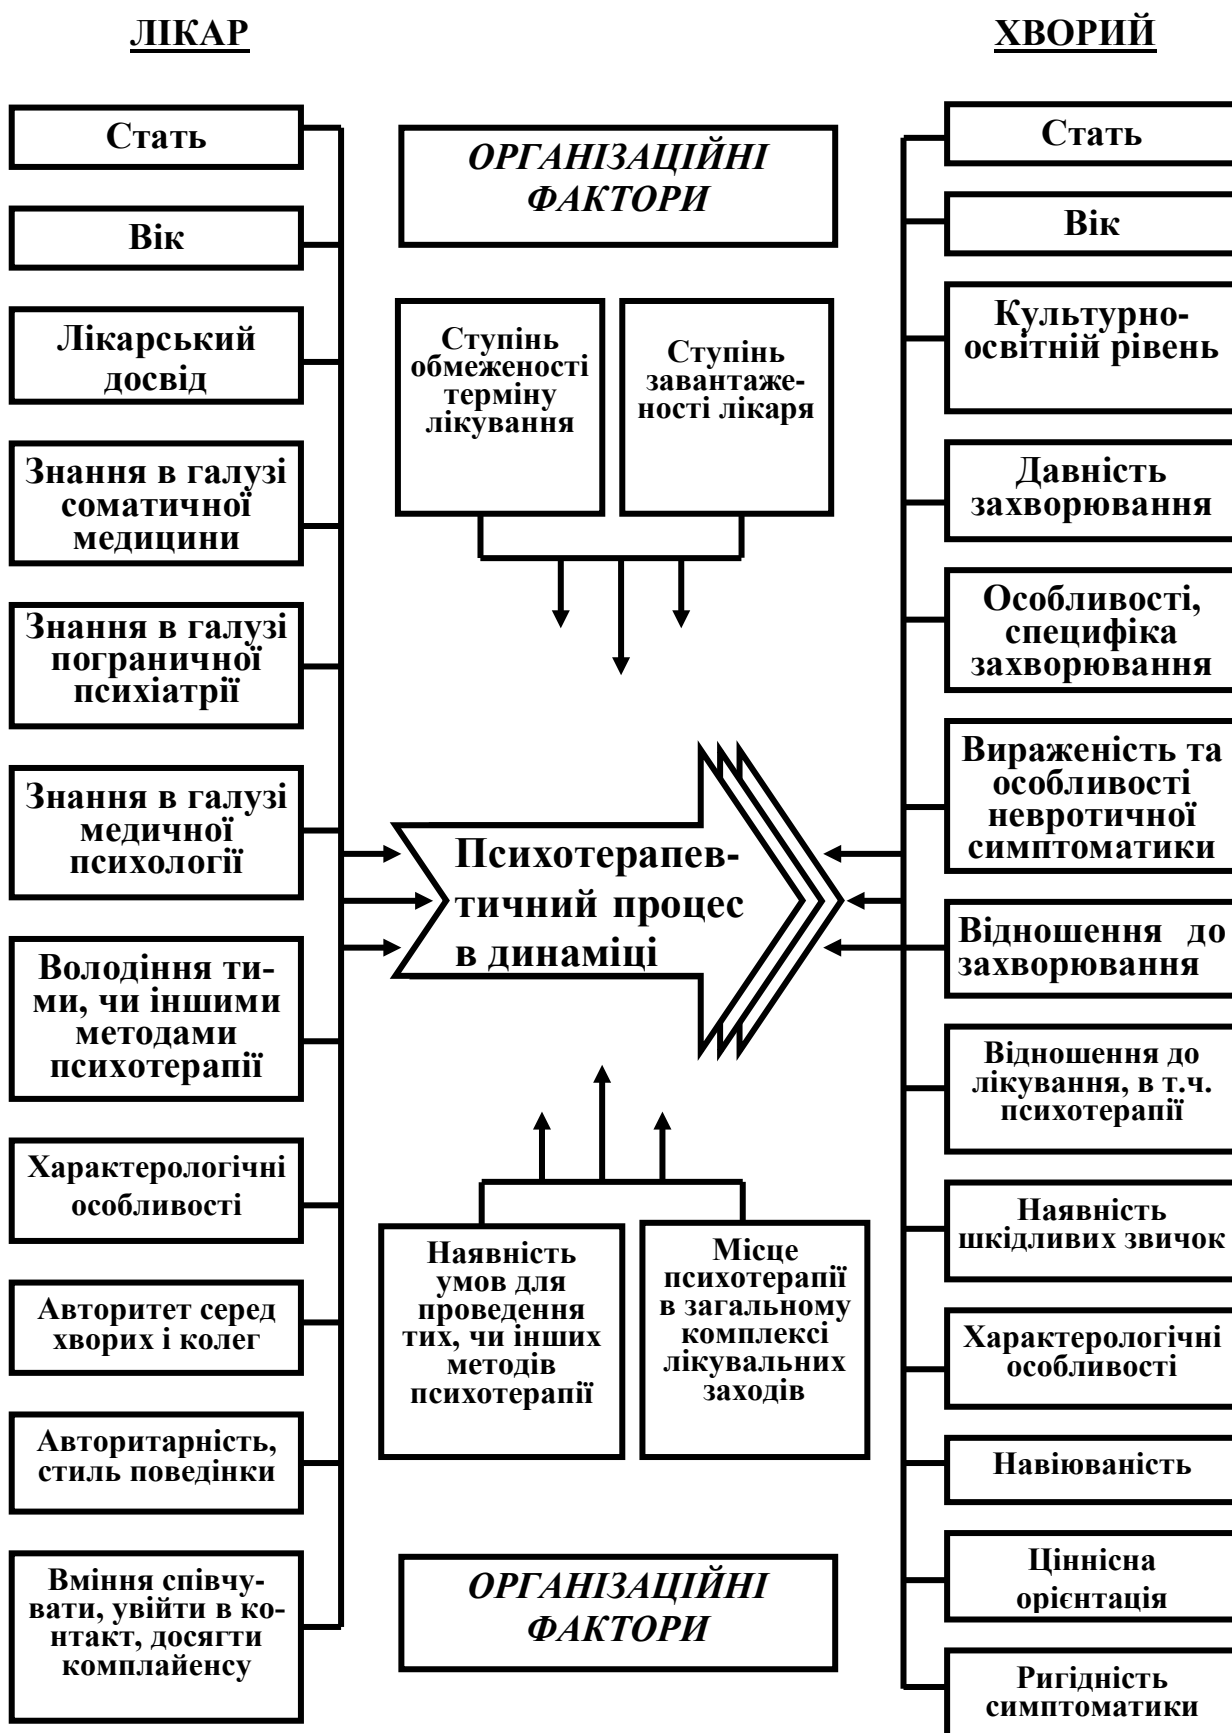 ЛІКАР
Стать
Вік
Лікарський
досвід
Знання в галузі
соматичної
медицини
Знання в галузі
пограничної
психіатрії
Знання в галузі
медичної
психології
Володіння ти-
ми, чи іншими
методами
психотерапії
Характерологічні
особливості
Авторитет серед
хворих і колег
Авторитарність,
стиль поведінки
Вміння співчу-
вати, увійти в ко-
нтакт, досягти
комплайенсу
ОРГАНІЗАЦІЙНІ
ФАКТОРИ
Ступінь
обмеженості
терміну
лікування
Ступінь
завантаже-
ності лікаря
Психотерапев-
тичний процес
в динаміці
Наявність
умов для
проведення
тих, чи інших
методів
психотерапії
Місце
психотерапії
в загальному
комплексі
лікувальних
заходів
ОРГАНІЗАЦІЙНІ
ФАКТОРИ
ХВОРИЙ
Стать
Вік
Культурно-
освітній рівень
Давність
захворювання
Особливості,
специфіка
захворювання
Вираженість та
особливості
невротичної
симптоматики
Відношення до
захворювання
Відношення до
лікування, в т.ч.
психотерапії
Наявність
шкідливих звичок
Характерологічні
особливості
Навіюваність
Ціннісна
орієнтація
Ригідність
симптоматики